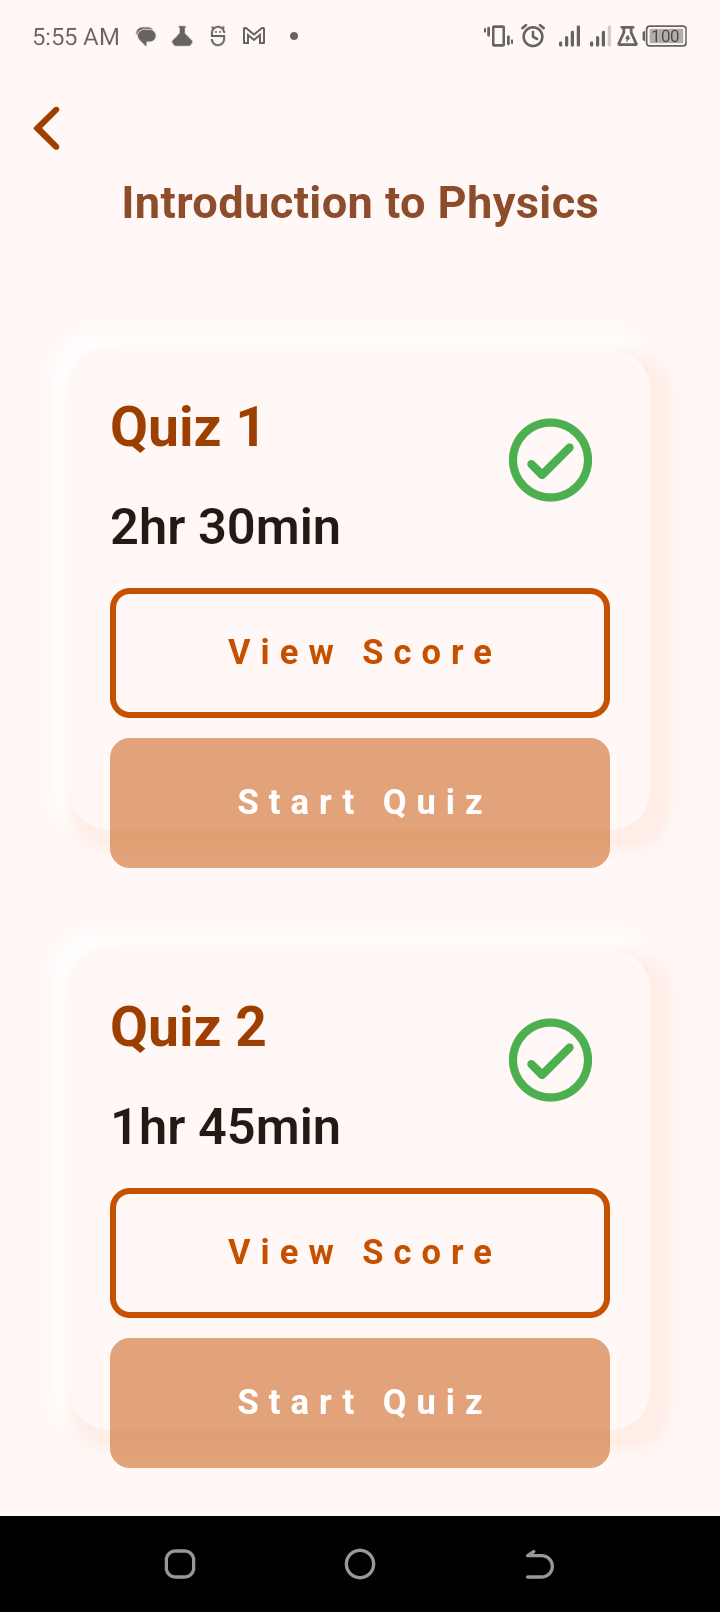 5:55 AM
100
Introduction to Physics
Quiz 1
2hr 30min
View Score
Start Quiz
Quiz 2
1hr 45min
View Score
Start Quiz